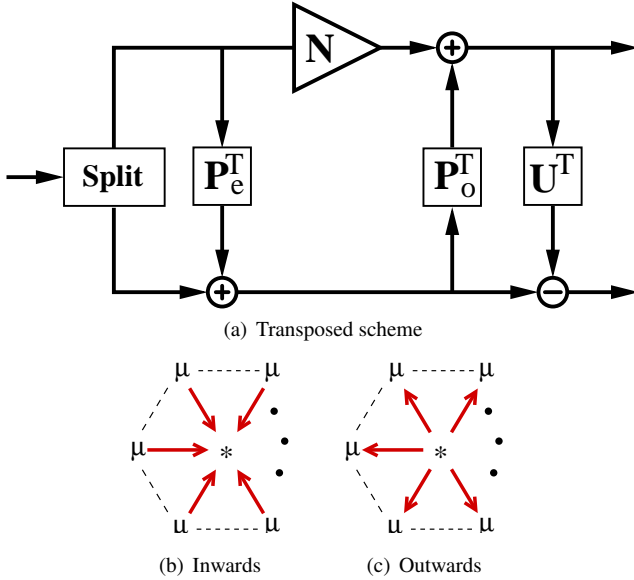 N
+
Split
P_e^T
P_o^T
U^T
+
−
(a) Transposed scheme
μ μ μ μ
μ * μ *
μ μ μ μ
(b) Inwards (c) Outwards